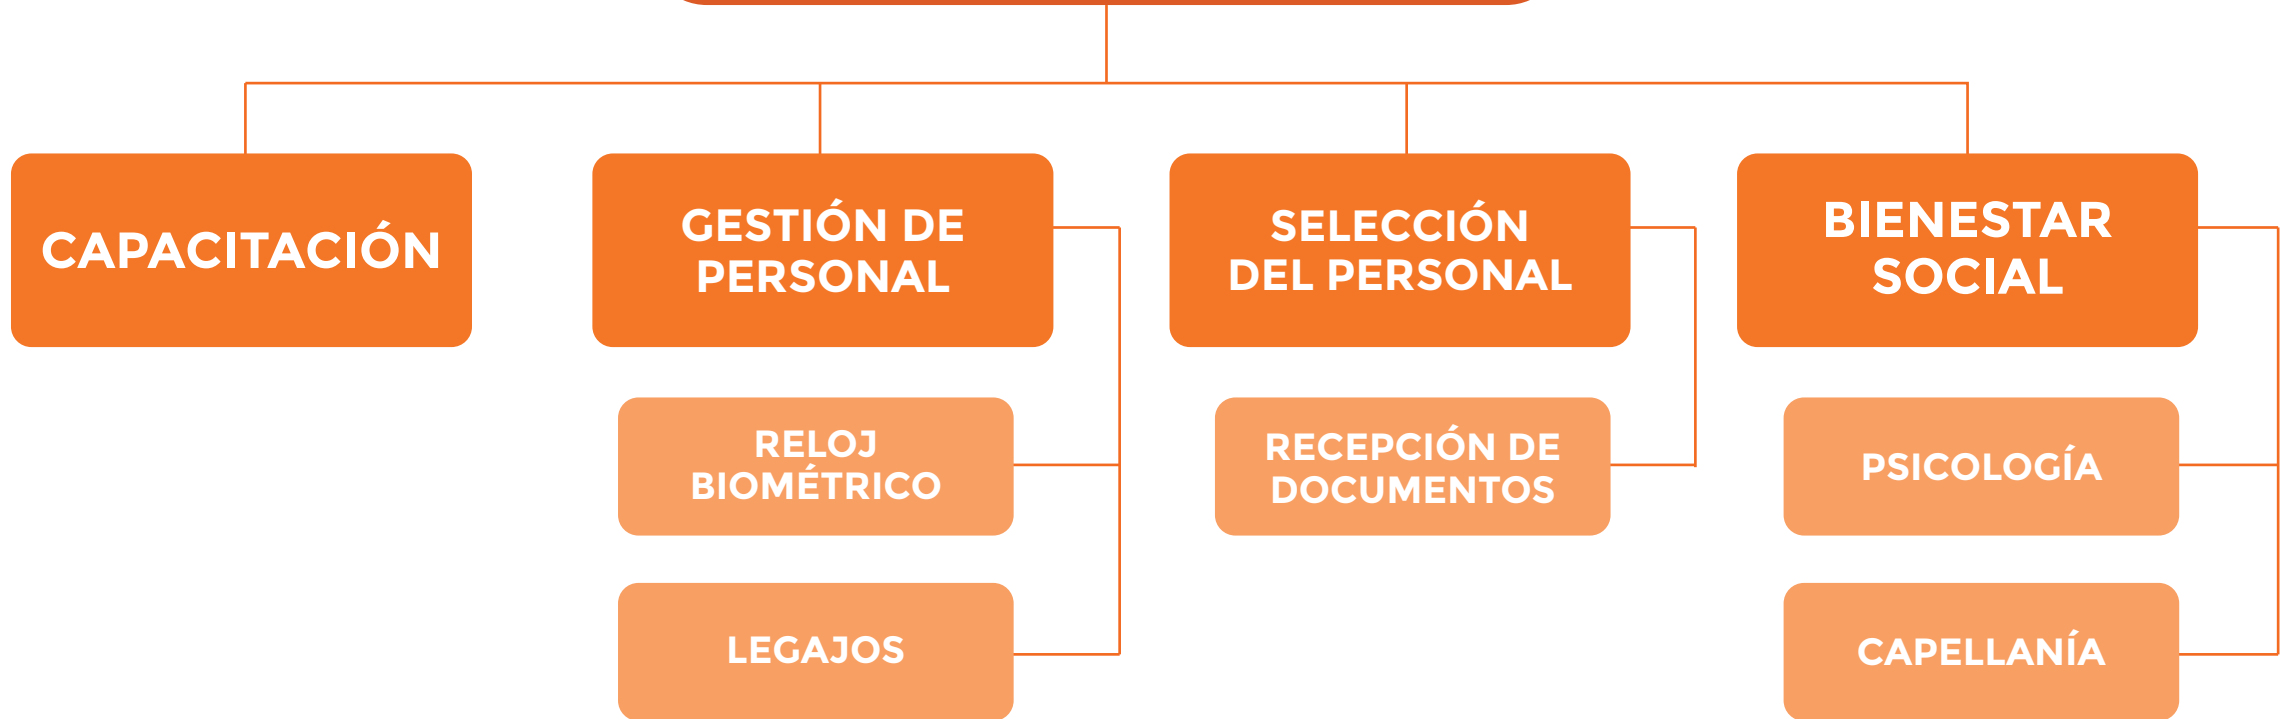 CAPACITACIÓN
GESTIÓN DE
PERSONAL
SELECCIÓN
DEL PERSONAL
BIENESTAR
SOCIAL
RELOJ
BIOMÉTRICO
RECEPCIÓN DE
DOCUMENTOS
PSICOLOGÍA
LEGAJOS
CAPELLANÍA